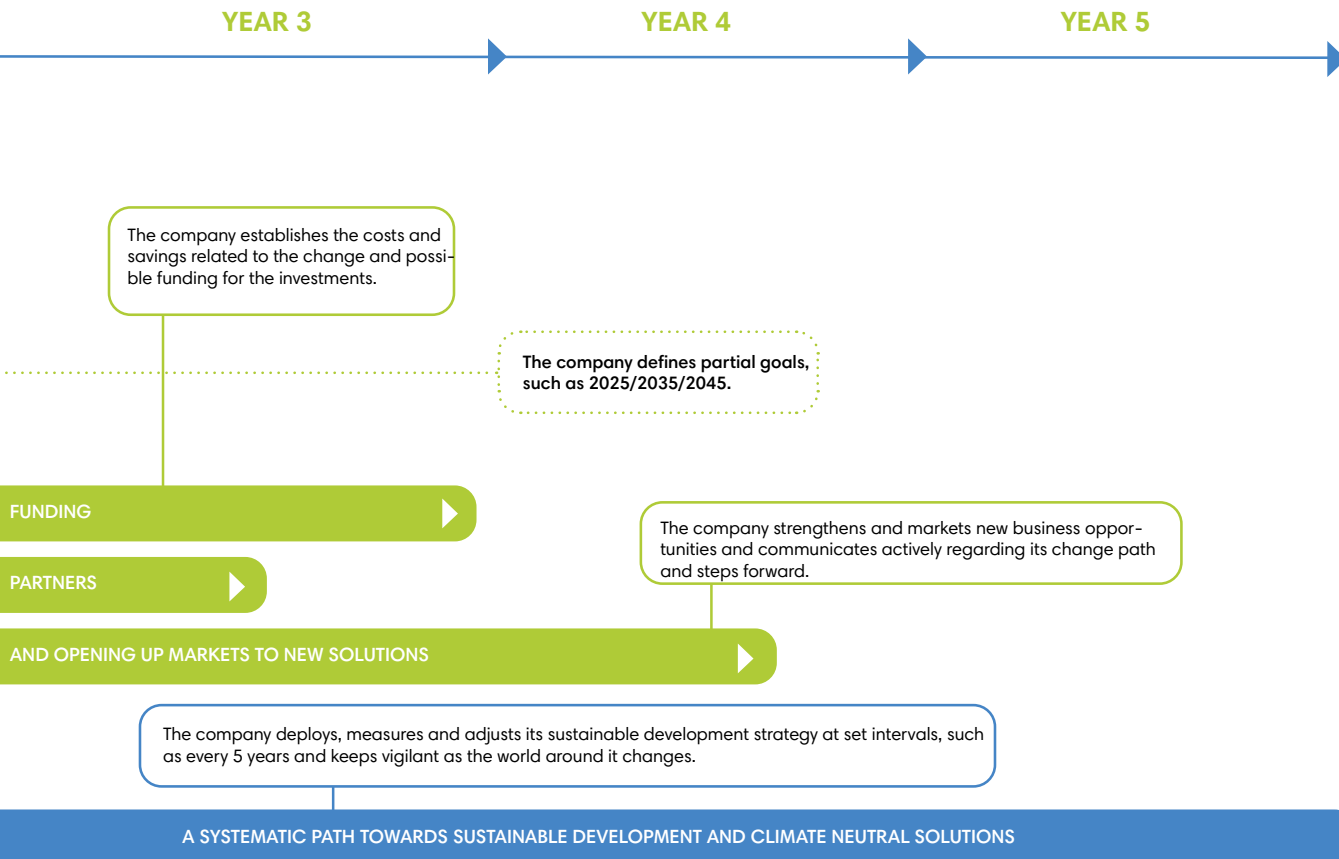 YEAR 3
YEAR 4
YEAR 5
The company establishes the costs and
savings related to the change and possi-
ble funding for the investments.
The company defines partial goals,
such as 2025/2035/2045.
FUNDING
The company strengthens and markets new business oppor-
tunities and communicates actively regarding its change path
and steps forward.
PARTNERS
AND OPENING UP MARKETS TO NEW SOLUTIONS
The company deploys, measures and adjusts its sustainable development strategy at set intervals, such
as every 5 years and keeps vigilant as the world around it changes.
A SYSTEMATIC PATH TOWARDS SUSTAINABLE DEVELOPMENT AND CLIMATE NEUTRAL SOLUTIONS